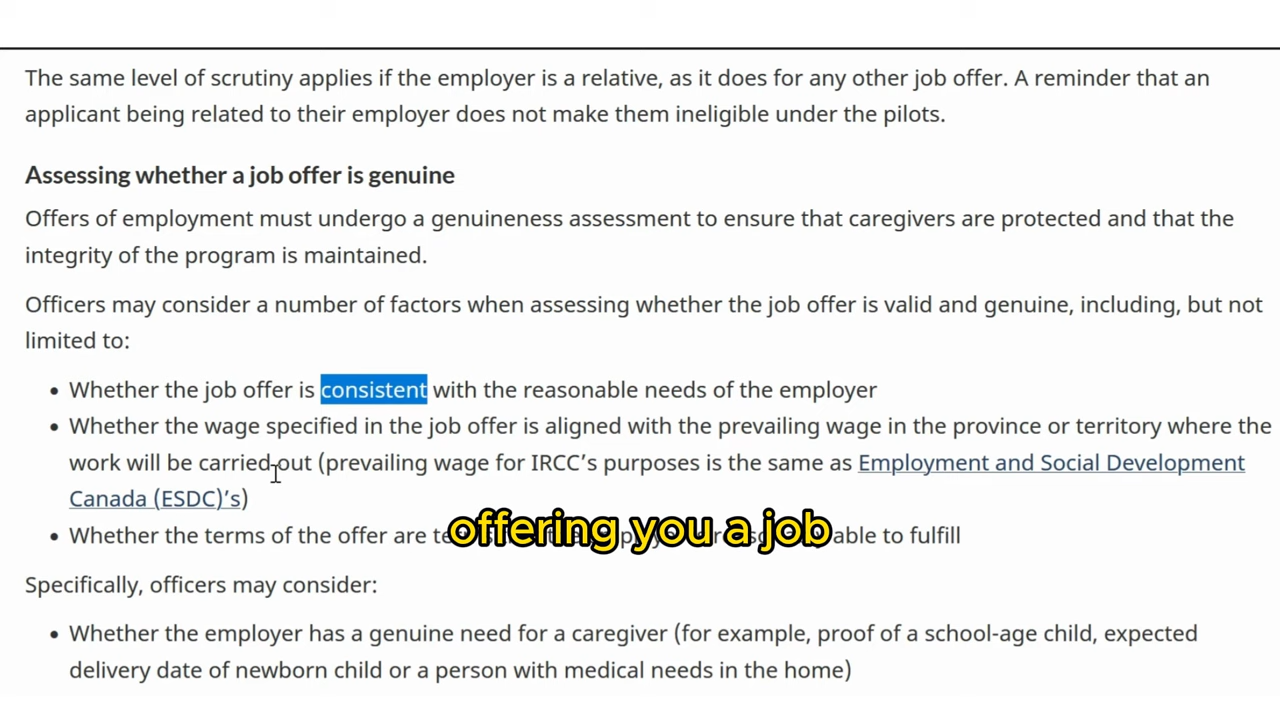 The same level of scrutiny applies if the employer is a relative, as it does for any other job offer. A reminder that an
applicant being related to their employer does not make them ineligible under the pilots.
Assessing whether a job offer is genuine
Offers of employment must undergo a genuineness assessment to ensure that caregivers are protected and that the
integrity of the program is maintained.
Officers may consider a number of factors when assessing whether the job offer is valid and genuine, including, but not
limited to:
• Whether the job offer is consistent with the reasonable needs of the employer
• Whether the wage specified in the job offer is aligned with the prevailing wage in the province or territory where the
work will be carried out (prevailing wage for IRCC’s purposes is the same as Employment and Social Development
Canada (ESDC)’s)
• Whether the terms of the offer are able to fulfill
offering you a job
Specifically, officers may consider:
• Whether the employer has a genuine need for a caregiver (for example, proof of a school-age child, expected
delivery date of newborn child or a person with medical needs in the home)